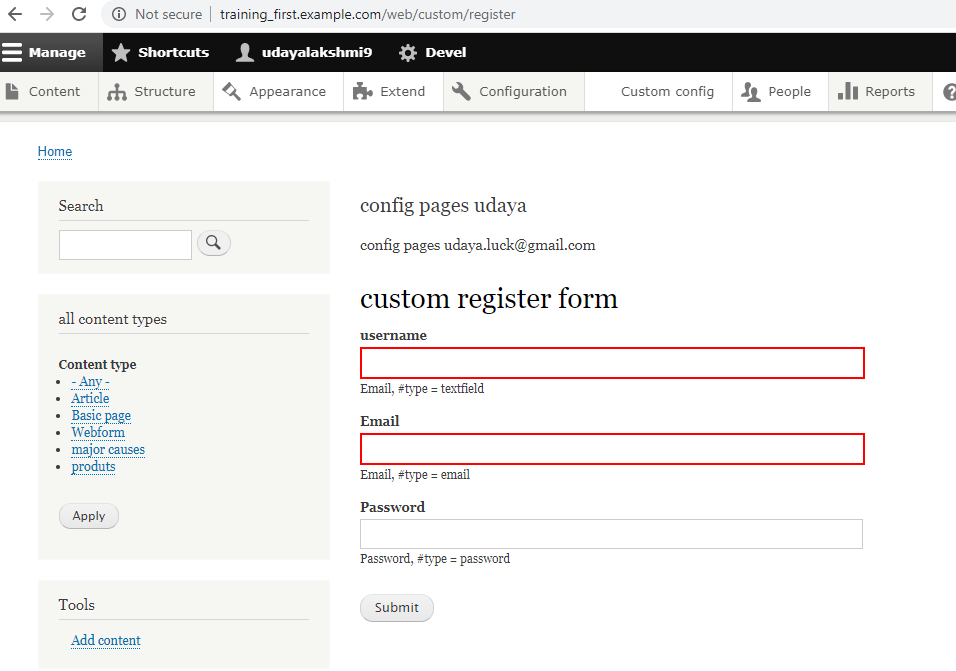 Not secure | training_first.example.com/web/custom/register
Manage Shortcuts udayalakshmi9 Devel
Content Structure Appearance Extend Configuration Custom config People Reports
Home
Search
all content types
Content type
- Any -
Article
Basic page
Webform
major causes
produts
Apply
Tools
Add content
config pages udaya
config pages udaya.luck@gmail.com
custom register form
username
Email, #type = textfield
Email
Email, #type = email
Password
Password, #type = password
Submit